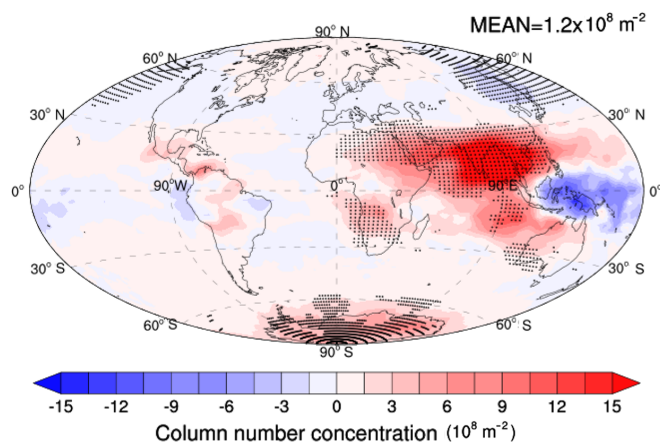 MEAN=1.2x10⁸ m⁻²
90° N
60° N 60° N
30° N 30° N
0° 90°W 0° 90°E 0°
30° S 30° S
60°S 60°S
90° S
-15 -12 -9 -6 -3 0 3 6 9 12 15
Column number concentration (10⁸ m⁻²)